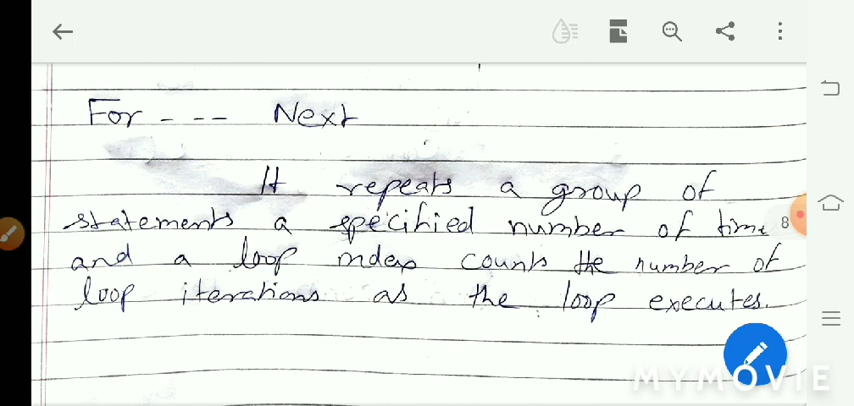 For - - - Next
It repeats a group of
statements a specified number of time 8
and a loop index counts the number of
loop iterations as the loop executes.
MYMOVIE